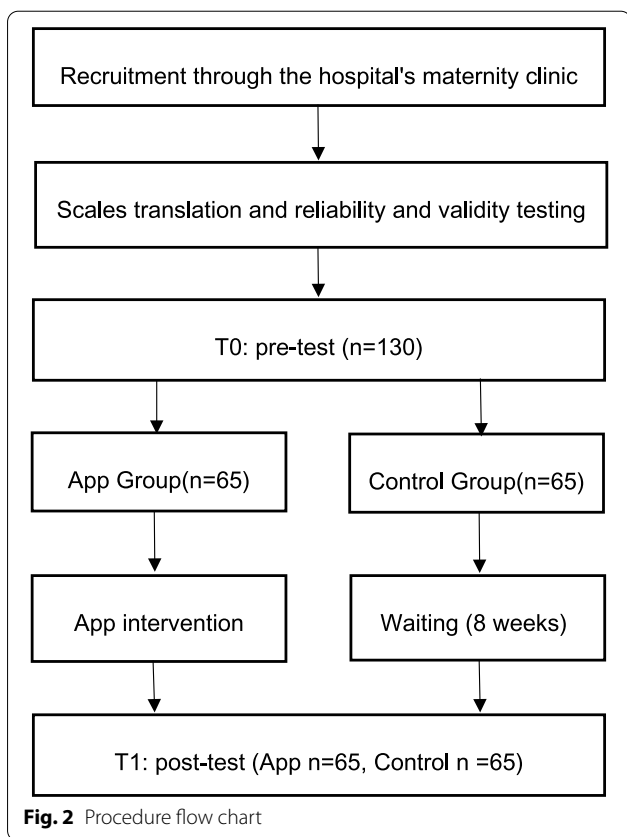 Recruitment through the hospital's maternity clinic
Scales translation and reliability and validity testing
T0: pre-test (n=130)
App Group(n=65)
Control Group(n=65)
App intervention
Waiting (8 weeks)
T1: post-test (App n=65, Control n =65)
Fig. 2 Procedure flow chart